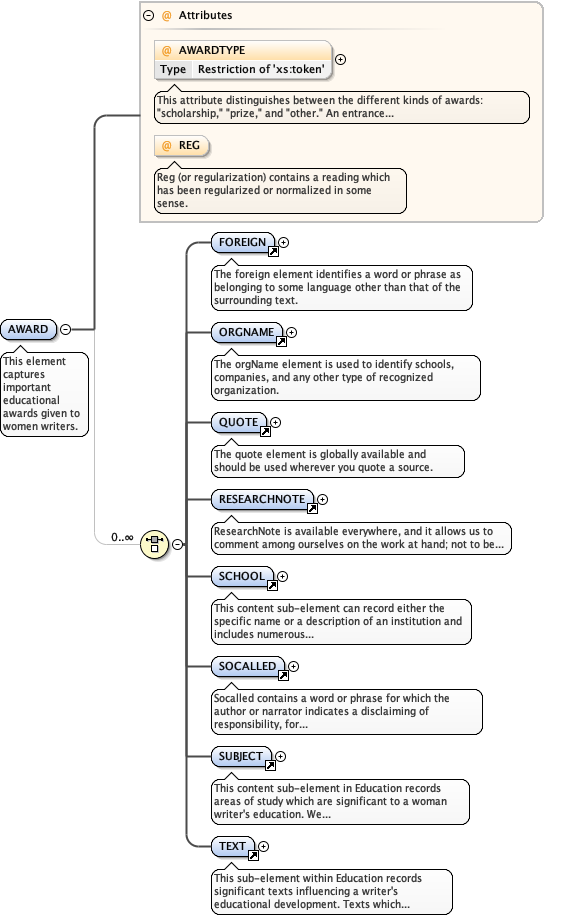 @ Attributes
@ AWARDTYPE
Type Restriction of 'xs:token'
This attribute distinguishes between the different kinds of awards:
"scholarship," "prize," and "other." An entrance...
@ REG
Reg (or regularization) contains a reading which
has been regularized or normalized in some
sense.
FOREIGN
The foreign element identifies a word or phrase as
belonging to some language other than that of the
surrounding text.
AWARD
This element
captures
important
educational
awards given to
women writers.
ORGNAME
The orgName element is used to identify schools,
companies, and any other type of recognized
organization.
QUOTE
The quote element is globally available and
should be used wherever you quote a source.
RESEARCHNOTE
ResearchNote is available everywhere, and it allows us to
comment among ourselves on the work at hand; not to be...
0..∞
SCHOOL
This content sub-element can record either the
specific name or a description of an institution and
includes numerous...
SOCALLED
Socalled contains a word or phrase for which the
author or narrator indicates a disclaiming of
responsibility, for...
SUBJECT
This content sub-element in Education records
areas of study which are significant to a woman
writer's education. We...
TEXT
This sub-element within Education records
significant texts influencing a writer's
educational development. Texts which...